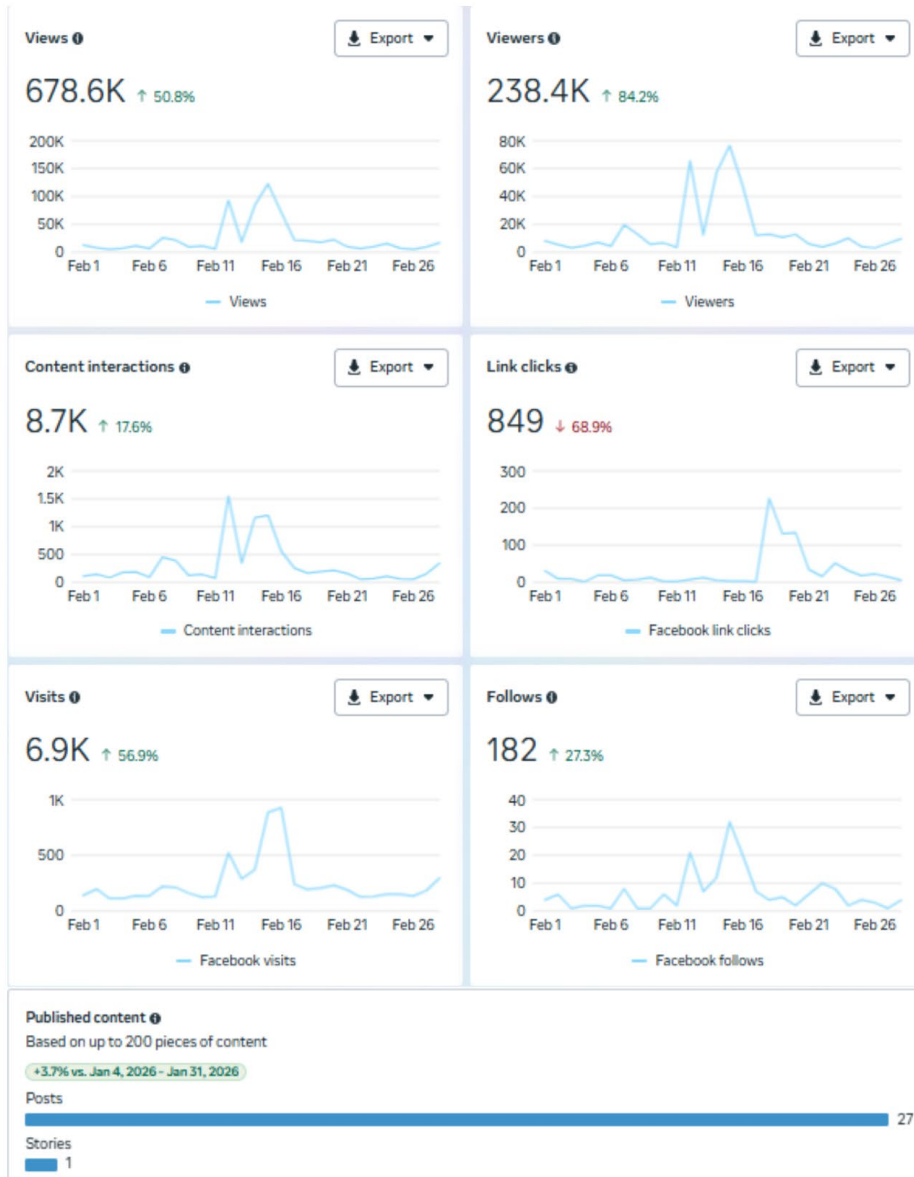 Views
Export
678.6K ↑ 50.8%
200K
150K
100K
50K
0
Feb 1 Feb 6 Feb 11 Feb 16 Feb 21 Feb 26
Views
Viewers
Export
238.4K ↑ 84.2%
80K
60K
40K
20K
0
Feb 1 Feb 6 Feb 11 Feb 16 Feb 21 Feb 26
Viewers
Content interactions
Export
8.7K ↑ 17.6%
2K
1.5K
1K
500
0
Feb 1 Feb 6 Feb 11 Feb 16 Feb 21 Feb 26
Content interactions
Link clicks
Export
849 ↓ 68.9%
300
200
100
0
Feb 1 Feb 6 Feb 11 Feb 16 Feb 21 Feb 26
Facebook link clicks
Visits
Export
6.9K ↑ 56.9%
1K
500
0
Feb 1 Feb 6 Feb 11 Feb 16 Feb 21 Feb 26
Facebook visits
Follows
Export
182 ↑ 27.3%
40
30
20
10
0
Feb 1 Feb 6 Feb 11 Feb 16 Feb 21 Feb 26
Facebook follows
Published content
Based on up to 200 pieces of content
+3.7% vs. Jan 4, 2026 – Jan 31, 2026
Posts
27
Stories
1